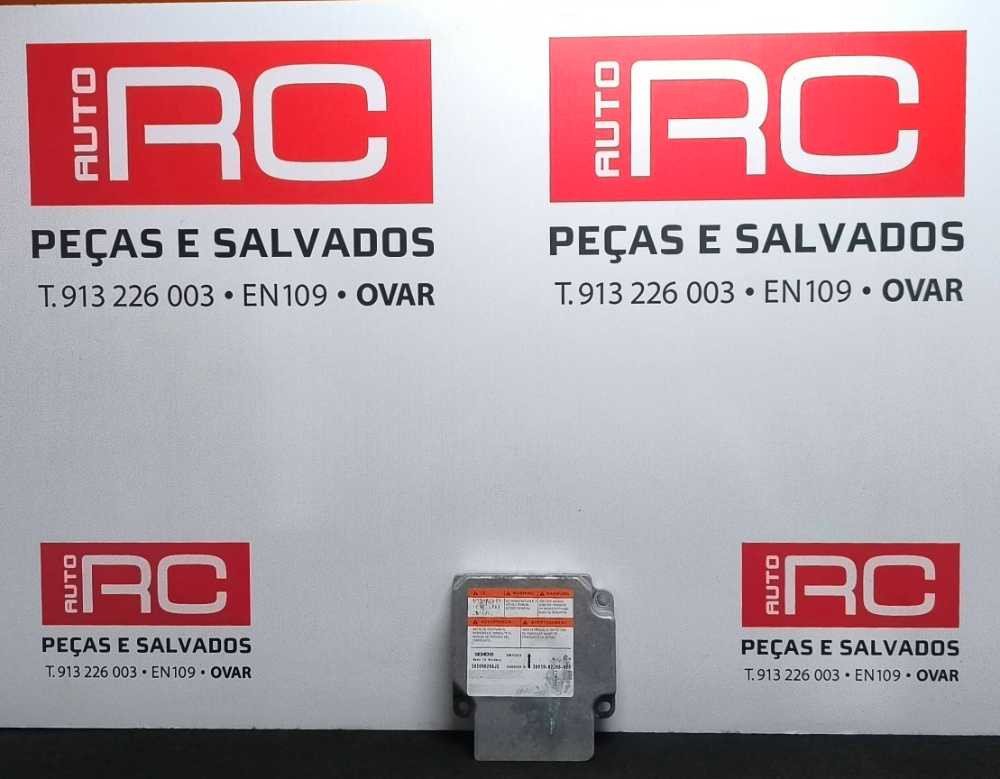 AUTO RC
PEÇAS E SALVADOS
T. 913 226 003 • EN109 • OVAR
AUTO RC
PEÇAS E SALVADOS
T. 913 226 003 • EN109 • OVAR
AUTO RC
PEÇAS E SALVADOS
T. 913 226 003 • EN109 • OVAR
AUTO RC
PEÇAS E SALVADOS
T. 913 226 003 • EN109 • OVAR
WARNING
SIEMENS